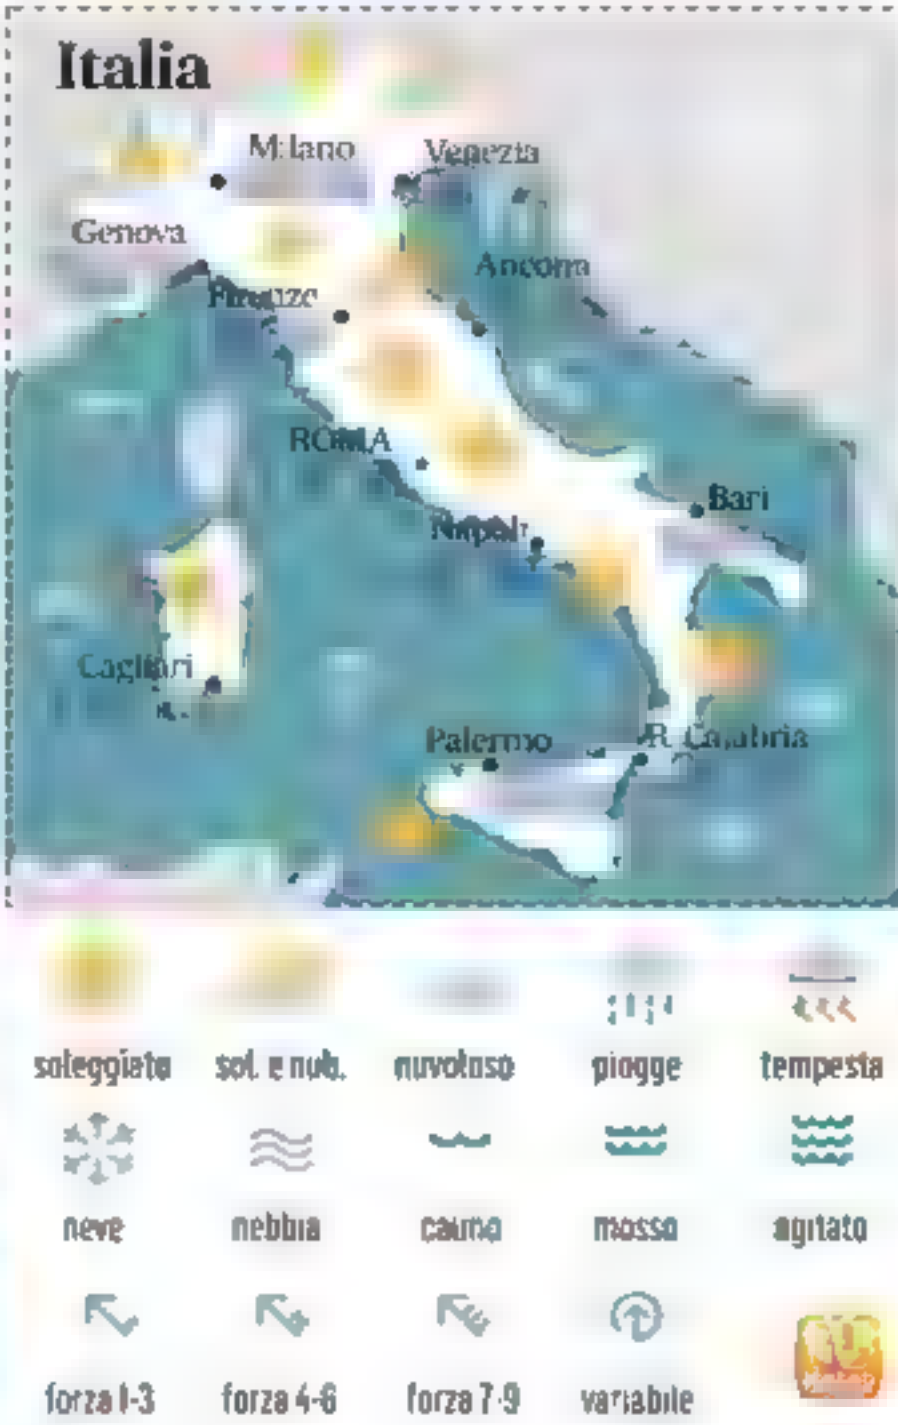 Italia
Milano
Venezia
Genova
Ancona
Firenze
ROMA
Bari
Napoli
Cagliari
Palermo
R. Calabria
soleggiato sol. e nub. nuvoloso piogge tempesta
neve nebbia calmo mosso agitato
forza 1-3 forza 4-6 forza 7-9 variabile